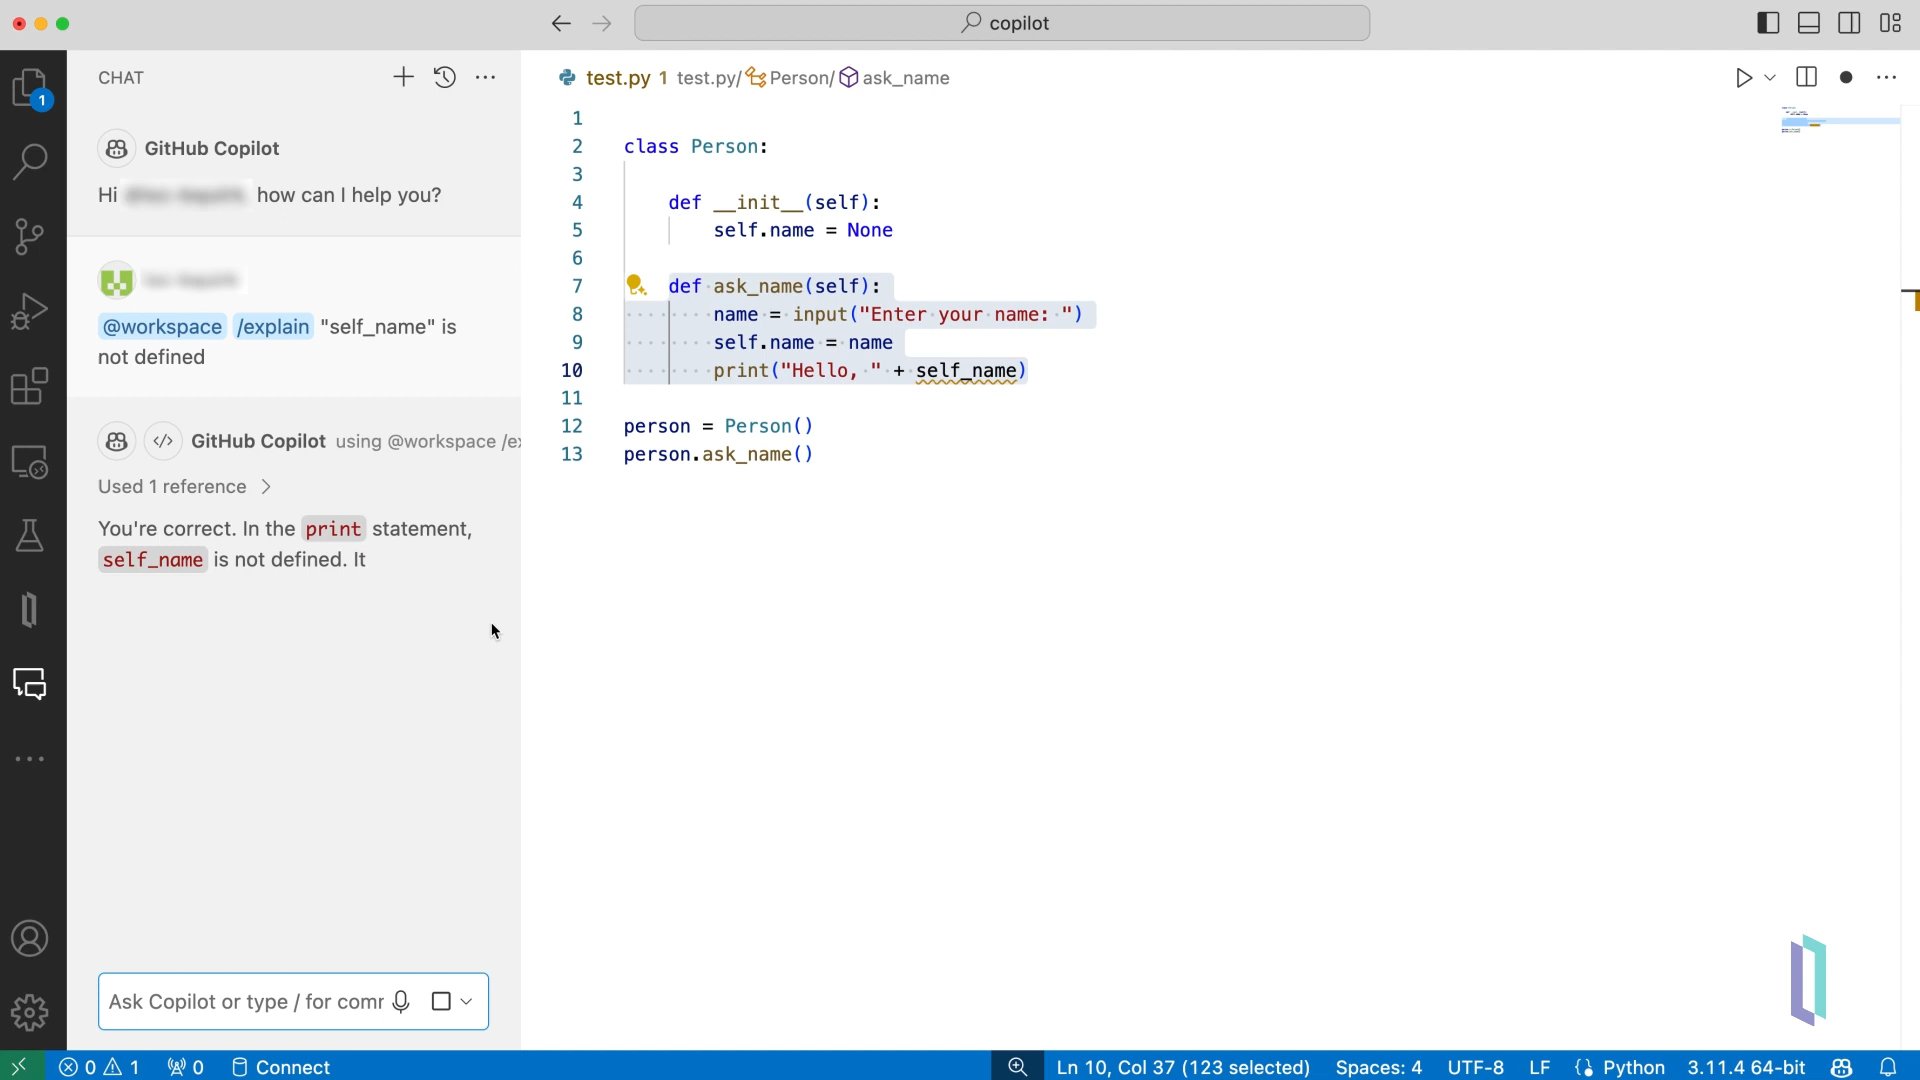 copilot
1
CHAT
GitHub Copilot
Hi how can I help you?
@workspace /explain "self_name" is
not defined
GitHub Copilot using @workspace /ex
Used 1 reference
You're correct. In the print statement,
self_name is not defined. It
Ask Copilot or type / for comr
test.py 1 test.py/ Person/ ask_name
1
2 class Person:
3
4 def __init__(self):
5 self.name = None
6
7 def ask_name(self):
8 name = input("Enter your name: ")
9 self.name = name
10 print("Hello, " + self_name)
11
12 person = Person()
13 person.ask_name()
0 1 0 Connect
Ln 10, Col 37 (123 selected) Spaces: 4 UTF-8 LF Python 3.11.4 64-bit